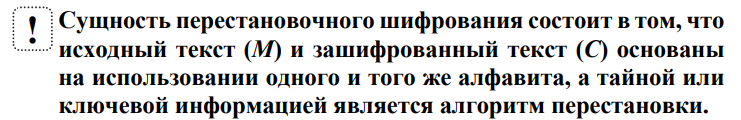 ! Сущность перестановочного шифрования состоит в том, что
исходный текст (M) и зашифрованный текст (C) основаны
на использовании одного и того же алфавита, а тайной или
ключевой информацией является алгоритм перестановки.